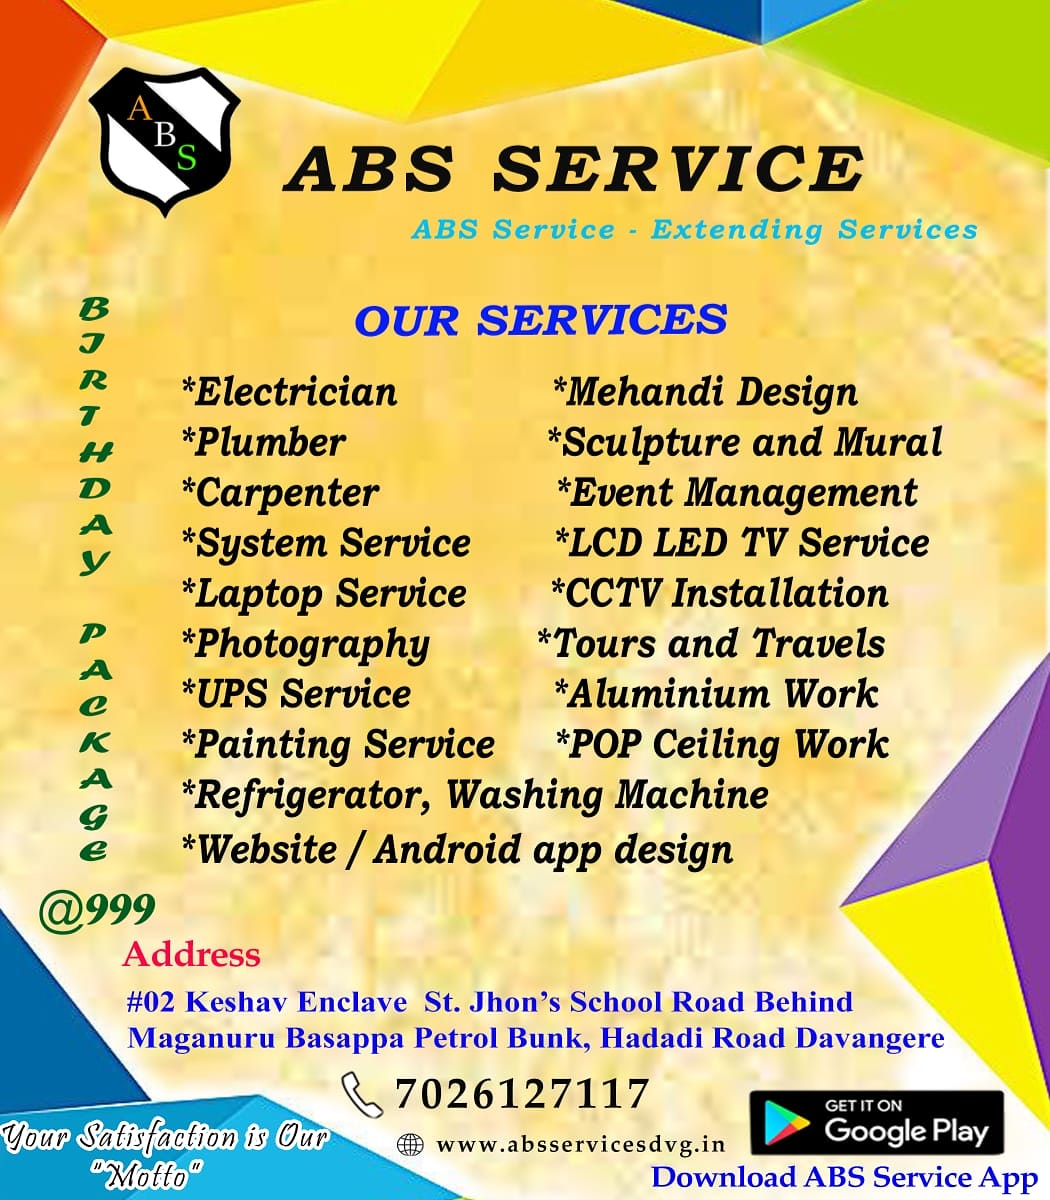 A
B
S
ABS SERVICE
ABS Service - Extending Services
BIRTHDAY PACKAGE
@999
OUR SERVICES
*Electrician
*Plumber
*Carpenter
*System Service
*Laptop Service
*Photography
*UPS Service
*Painting Service
*Mehandi Design
*Sculpture and Mural
*Event Management
*LCD LED TV Service
*CCTV Installation
*Tours and Travels
*Aluminium Work
*POP Ceiling Work
*Refrigerator, Washing Machine
*Website / Android app design
Address
#02 Keshav Enclave St. Jhon's School Road Behind
Maganuru Basappa Petrol Bunk, Hadadi Road Davangere
7026127117
www.absservicesdvg.in
Your Satisfaction is Our
"Motto"
GET IT ON
Google Play
Download ABS Service App